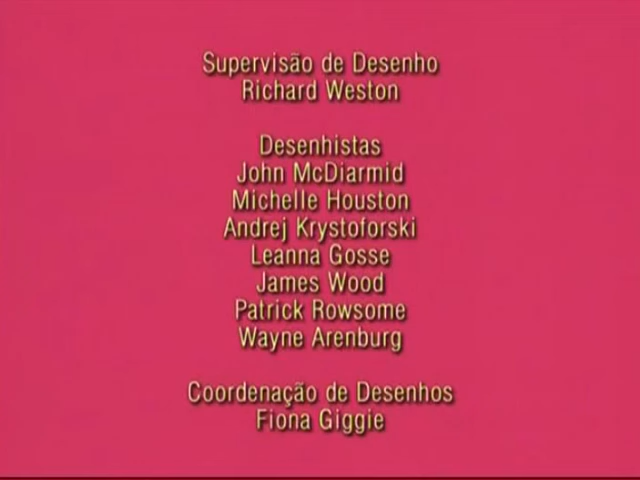 Supervisão de Desenho
Richard Weston
Desenhistas
John McDiarmid
Michelle Houston
Andrej Krystoforski
Leanna Gosse
James Wood
Patrick Rowsome
Wayne Arenburg
Coordenação de Desenhos
Fiona Giggie